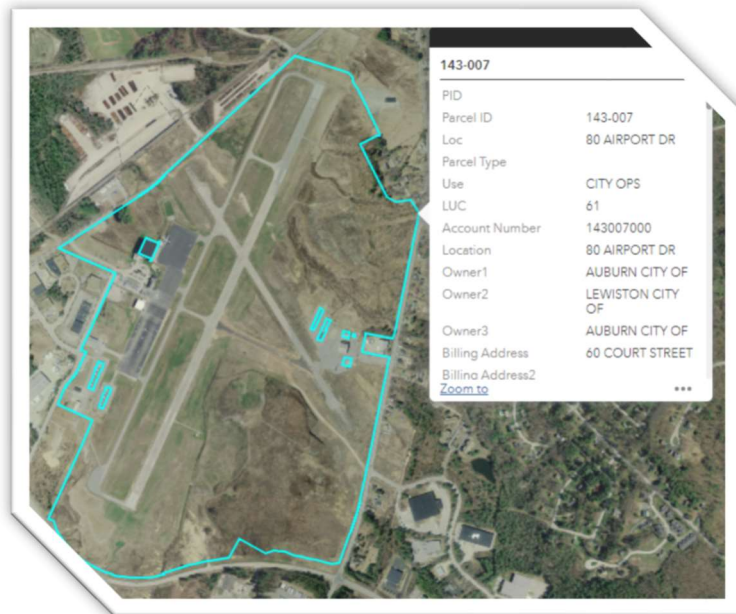 143-007
PID
Parcel ID 143-007
Loc 80 AIRPORT DR
Parcel Type
Use CITY OPS
LUC 61
Account Number 143007000
Location 80 AIRPORT DR
Owner1 AUBURN CITY OF
Owner2 LEWISTON CITY
OF
Owner3 AUBURN CITY OF
Billing Address 60 COURT STREET
Billing Address2
Zoom to